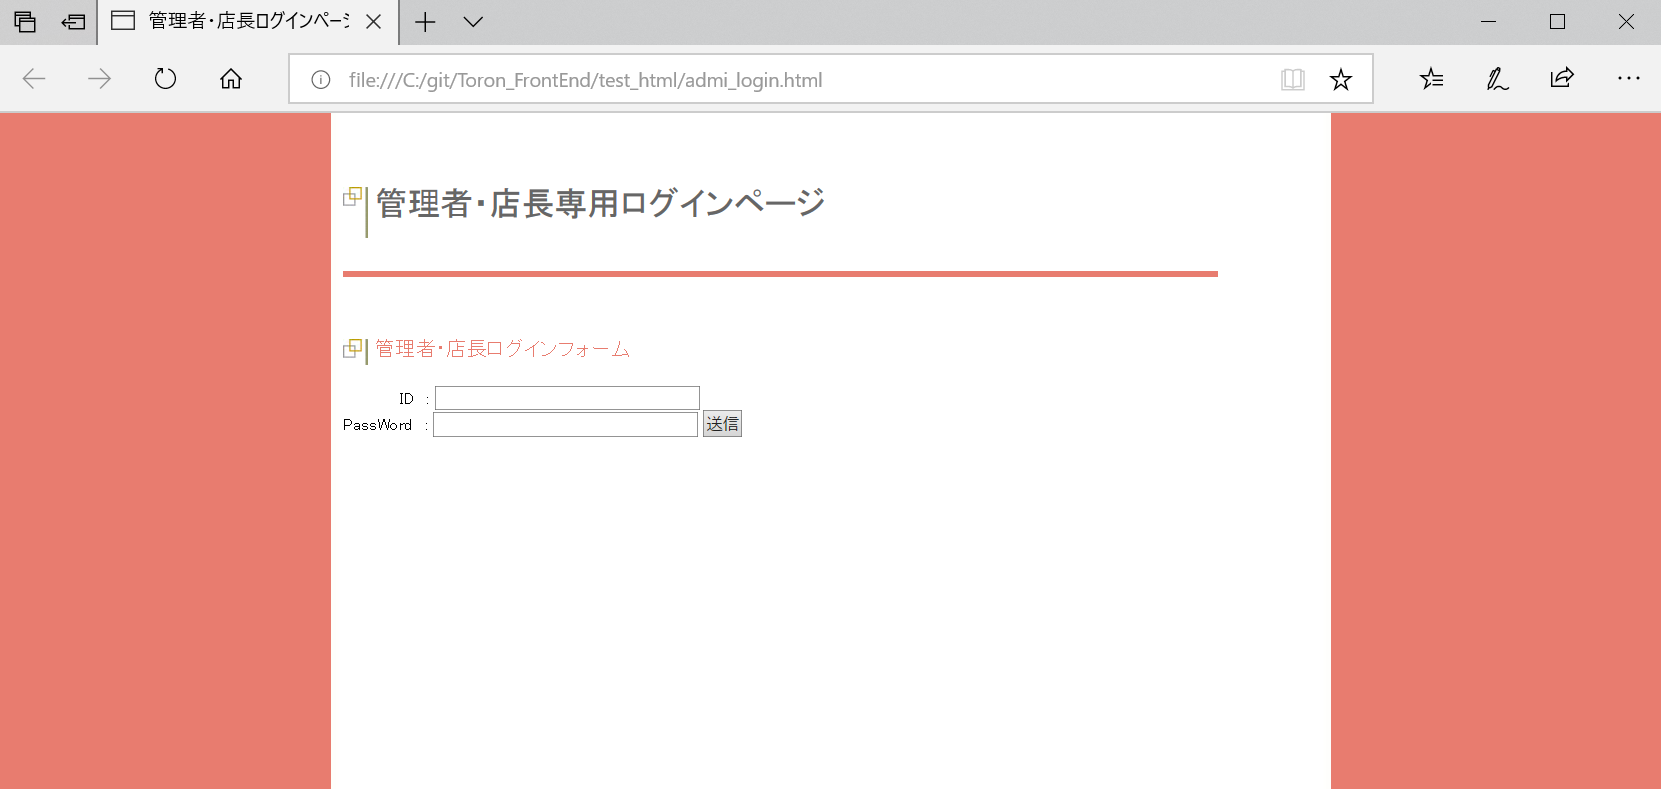 管理者・店長ログインペーシ
file:///C:/git/Toron_FrontEnd/test_html/admi_login.html
管理者・店長専用ログインページ
管理者・店長ログインフォーム
ID :
PassWord : 送信